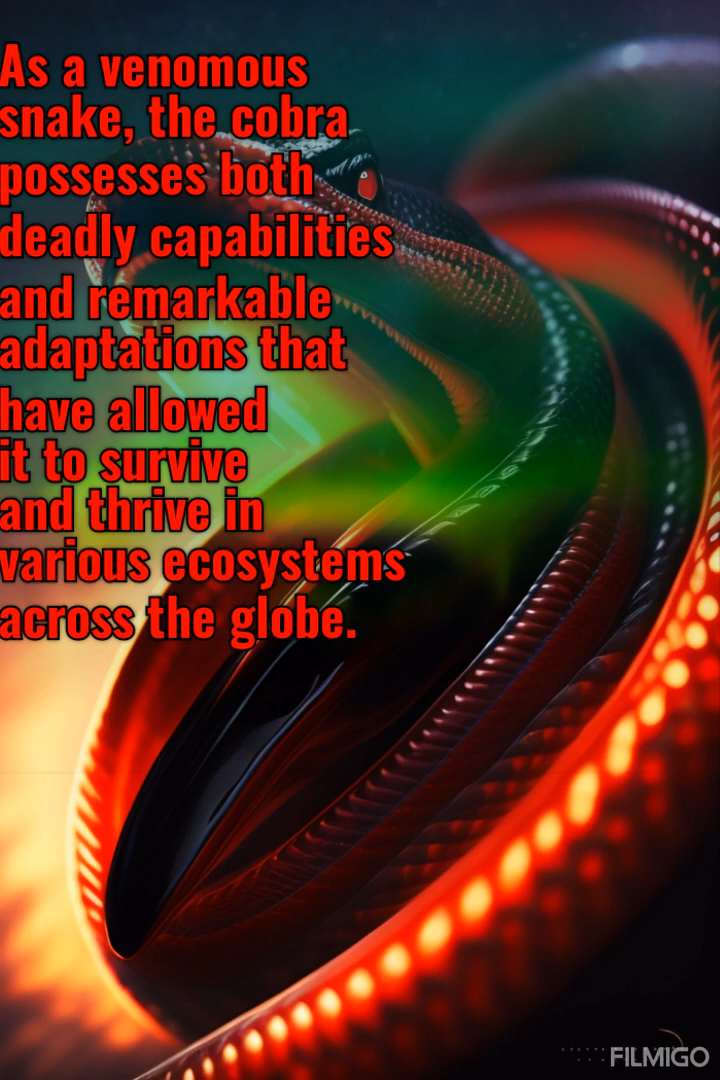 As a venomous
snake, the cobra
possesses both
deadly capabilities
and remarkable
adaptations that
have allowed
it to survive
and thrive in
various ecosystems
across the globe.
FILMIGO